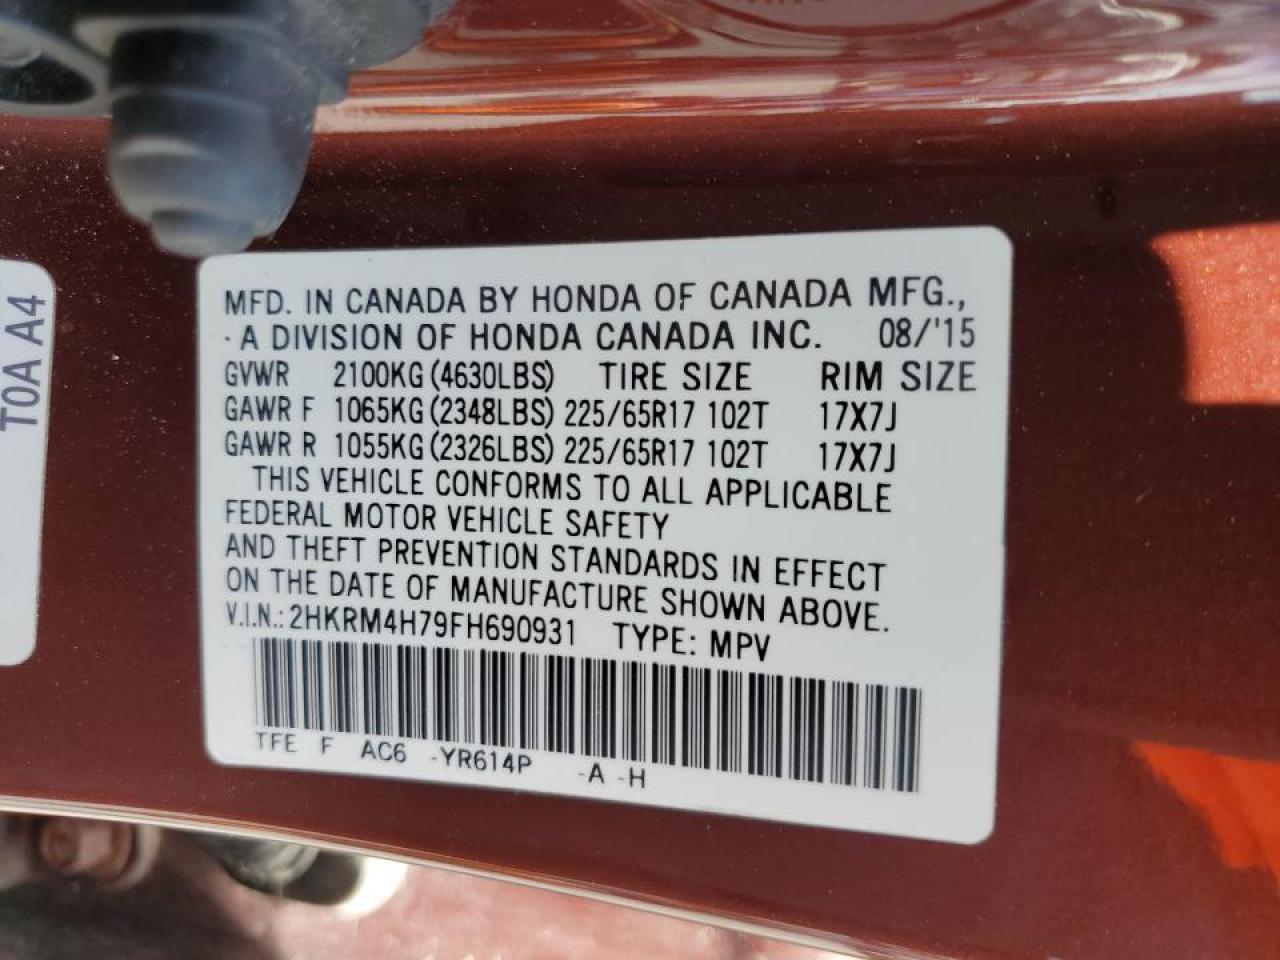 MFD. IN CANADA BY HONDA OF CANADA MFG.,
A DIVISION OF HONDA CANADA INC. 08/'15
GVWR 2100KG (4630LBS) TIRE SIZE RIM SIZE
GAWR F 1065KG (2348LBS) 225/65R17 102T 17X7J
GAWR R 1055KG (2326LBS) 225/65R17 102T 17X7J
THIS VEHICLE CONFORMS TO ALL APPLICABLE
FEDERAL MOTOR VEHICLE SAFETY
AND THEFT PREVENTION STANDARDS IN EFFECT
ON THE DATE OF MANUFACTURE SHOWN ABOVE.
V.I.N.: 2HKRM4H79FH690931 TYPE: MPV
TFE F AC6 -YR614P -A -H
T0A A4